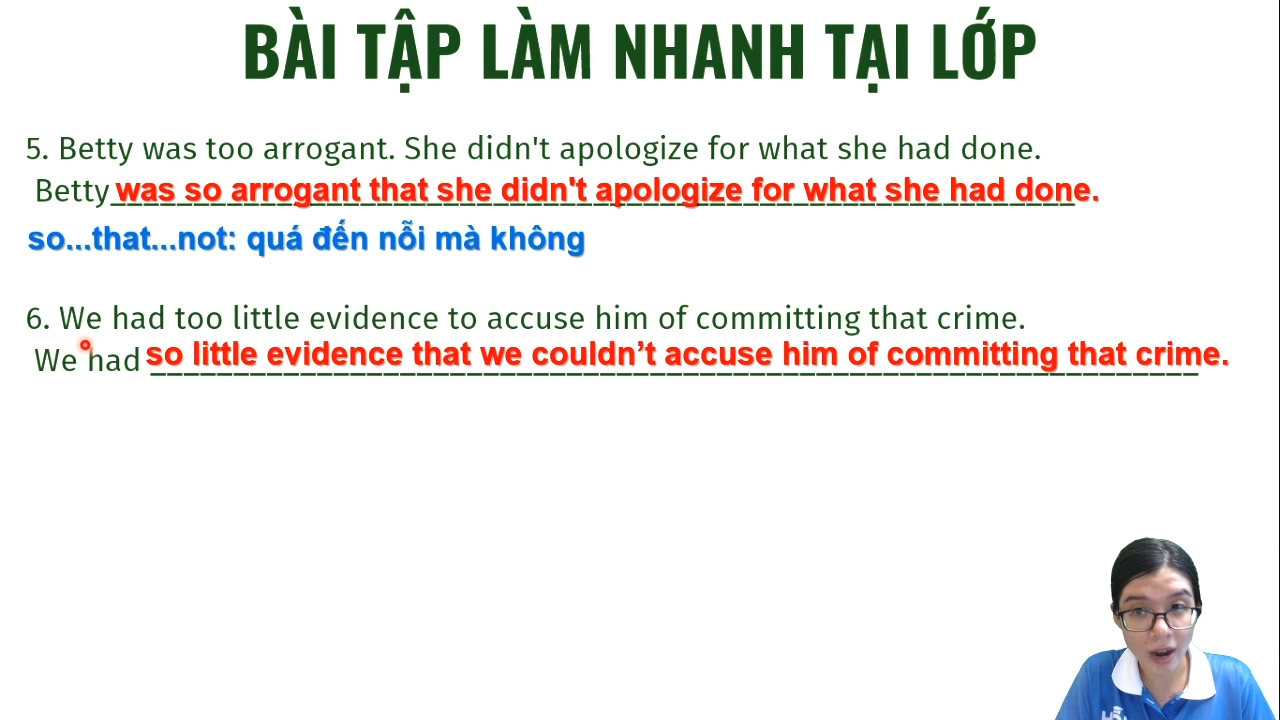 BÀI TẬP LÀM NHANH TẠI LỚP
5. Betty was too arrogant. She didn't apologize for what she had done.
Betty was so arrogant that she didn't apologize for what she had done.
so...that...not: quá đến nỗi mà không
6. We had too little evidence to accuse him of committing that crime.
We had so little evidence that we couldn’t accuse him of committing that crime.